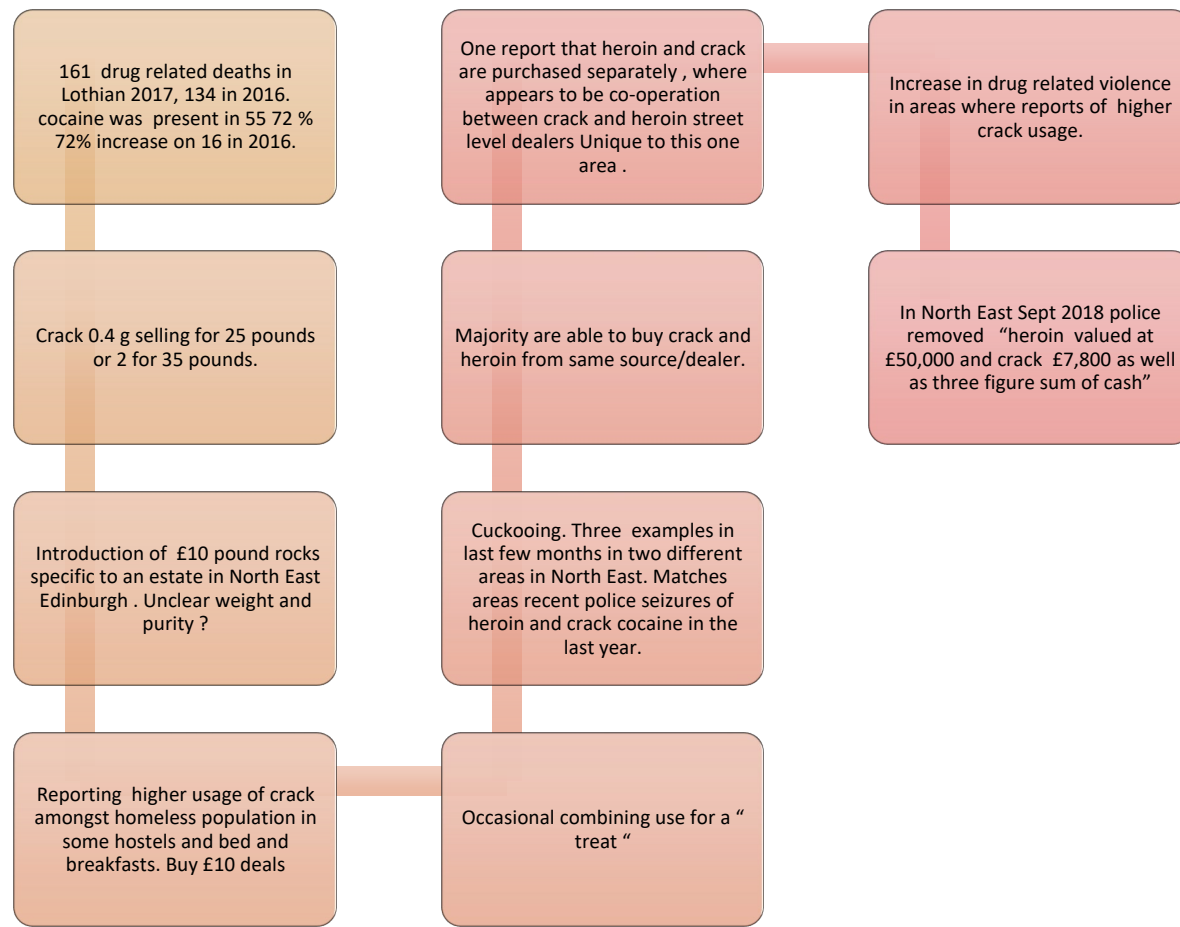 161 drug related deaths in
Lothian 2017, 134 in 2016.
cocaine was present in 55 72 %
72% increase on 16 in 2016.
Crack 0.4 g selling for 25 pounds
or 2 for 35 pounds.
Introduction of £10 pound rocks
specific to an estate in North East
Edinburgh . Unclear weight and
purity ?
Reporting higher usage of crack
amongst homeless population in
some hostels and bed and
breakfasts. Buy £10 deals
Occasional combining use for a “
treat “
Cuckooing. Three examples in
last few months in two different
areas in North East. Matches
areas recent police seizures of
heroin and crack cocaine in the
last year.
Majority are able to buy crack and
heroin from same source/dealer.
One report that heroin and crack
are purchased separately , where
appears to be co-operation
between crack and heroin street
level dealers Unique to this one
area .
Increase in drug related violence
in areas where reports of higher
crack usage.
In North East Sept 2018 police
removed “heroin valued at
£50,000 and crack £7,800 as well
as three figure sum of cash”